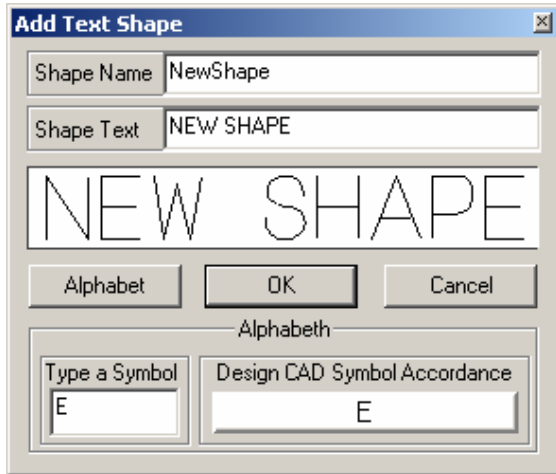 Add Text Shape
Shape Name NewShape
Shape Text NEW SHAPE
NEW SHAPE
Alphabet OK Cancel
Alphabeth
Type a Symbol Design CAD Symbol Accordance
E E